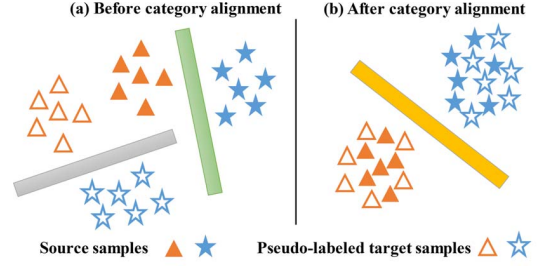 (a) Before category alignment
(b) After category alignment
Source samples
Pseudo-labeled target samples